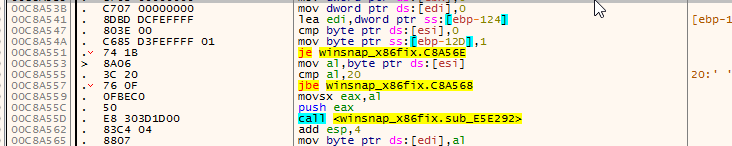 00C8A538 . C707 00000000 mov dword ptr ds:[edi],0
00C8A541 . 8DBD DCFEFFFF lea edi,dword ptr ss:[ebp-124] [ebp-1
00C8A547 . 803E 00 cmp byte ptr ds:[esi],0
00C8A54A . C685 D3FEFFFF 01 mov byte ptr ss:[ebp-12D],1
00C8A551 . 74 1B je winsnap_x86fix.C8A56E
00C8A553 > 8A06 mov al,byte ptr ds:[esi]
00C8A555 . 3C 20 cmp al,20 20:' '
00C8A557 . 76 0F jbe winsnap_x86fix.C8A568
00C8A559 . 0FBEC0 movsx eax,al
00C8A55C . 50 push eax
00C8A55D . E8 303D1D00 call <winsnap_x86fix.sub_E5E292>
00C8A562 . 83C4 04 add esp,4
00C8A565 . 8807 mov byte ptr ds:[edi],al